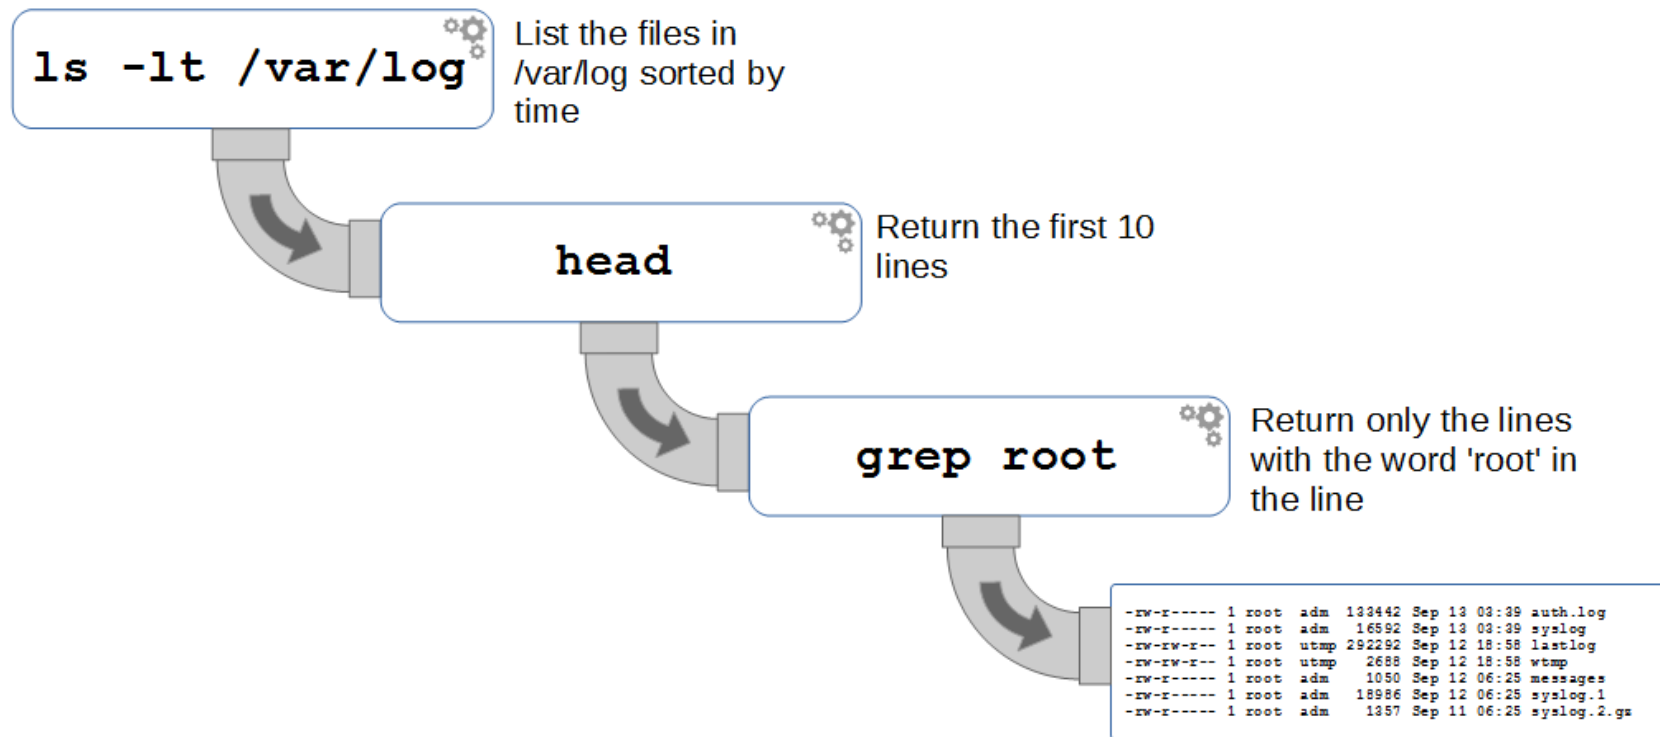 ls -lt /var/log
List the files in
/var/log sorted by
time
head
Return the first 10
lines
grep root
Return only the lines
with the word 'root' in
the line
-rw-r----- 1 root  adm  133442 Sep 13 03:39 auth.log
-rw-r----- 1 root  adm   16592 Sep 13 03:39 syslog
-rw-rw-r-- 1 root  utmp 292292 Sep 12 18:58 lastlog
-rw-rw-r-- 1 root  utmp   2688 Sep 12 18:58 wtmp
-rw-r----- 1 root  adm    1050 Sep 12 06:25 messages
-rw-r----- 1 root  adm   18986 Sep 12 06:25 syslog.1
-rw-r----- 1 root  adm    1357 Sep 11 06:25 syslog.2.gz